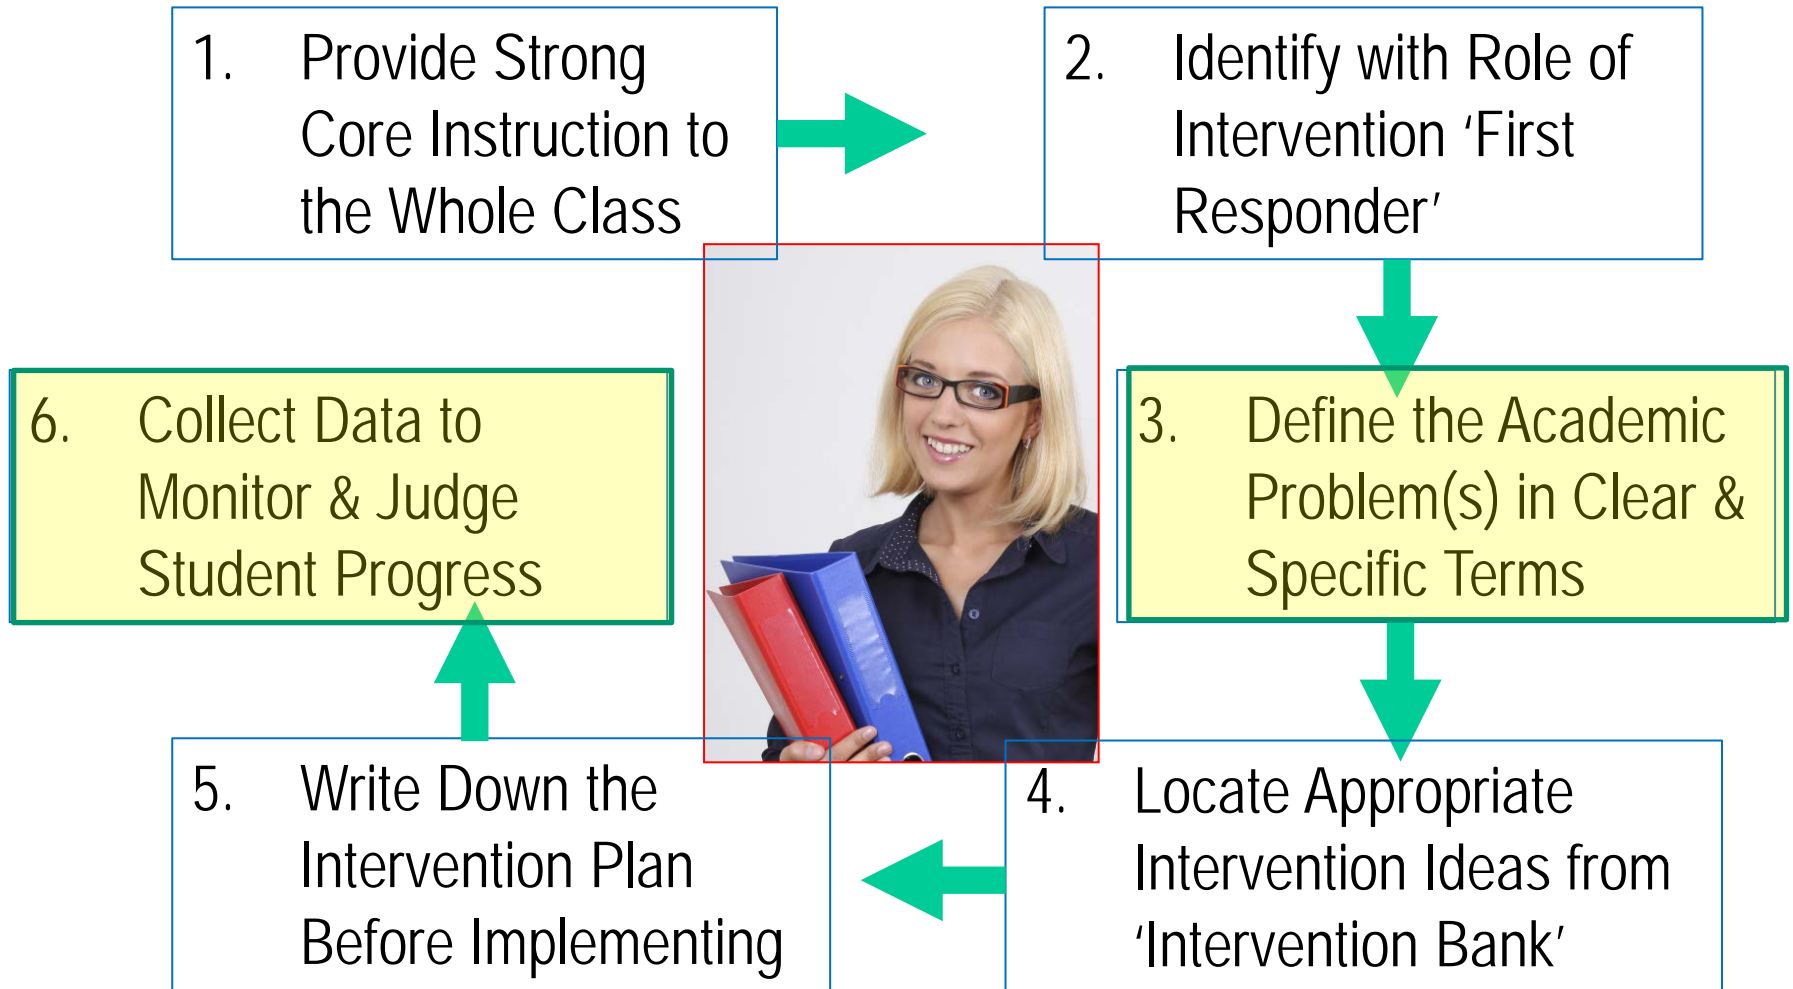 1. Provide Strong
Core Instruction to
the Whole Class
2. Identify with Role of
Intervention ‘First
Responder’
3. Define the Academic
Problem(s) in Clear &
Specific Terms
4. Locate Appropriate
Intervention Ideas from
‘Intervention Bank’
5. Write Down the
Intervention Plan
Before Implementing
6. Collect Data to
Monitor & Judge
Student Progress